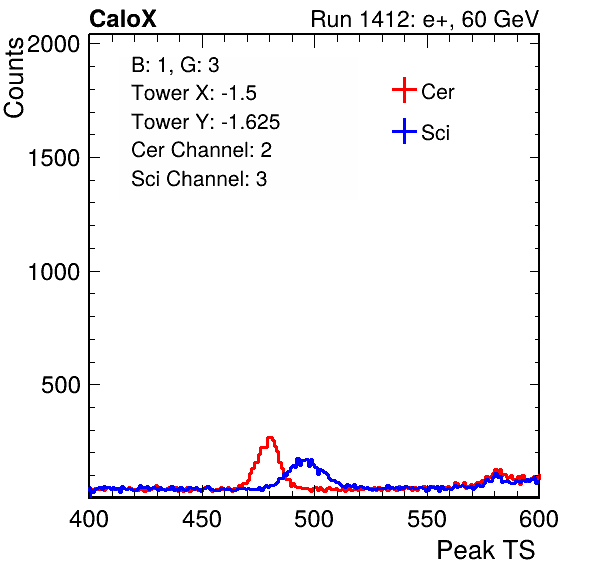 CaloX Run 1412: e+, 60 GeV
Counts
2000
1500
1000
500
B: 1, G: 3
Tower X: -1.5
Tower Y: -1.625
Cer Channel: 2
Sci Channel: 3
Cer
Sci
400 450 500 550 600
Peak TS